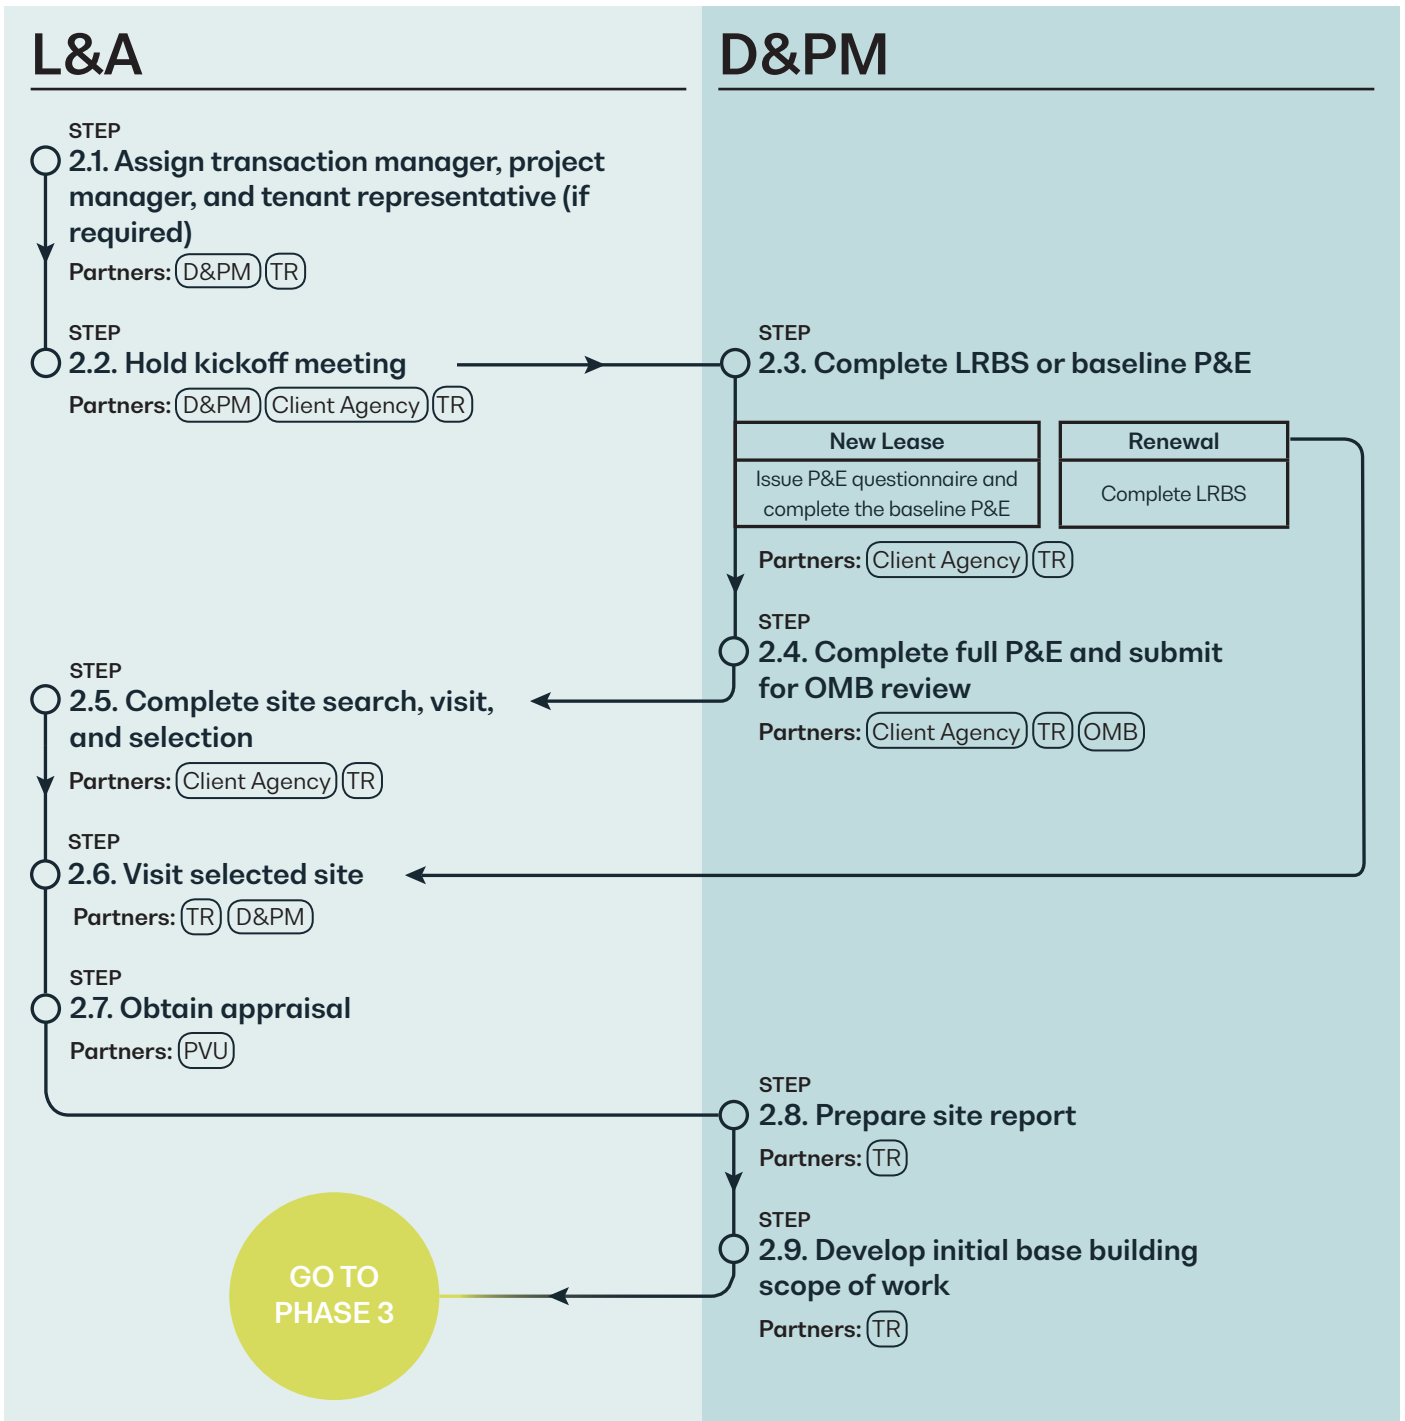 L&A
D&PM
STEP
2.1. Assign transaction manager, project
manager, and tenant representative (if
required)
Partners: D&PM TR
STEP
2.2. Hold kickoff meeting
Partners: D&PM Client Agency TR
STEP
2.3. Complete LRBS or baseline P&E
New Lease
Issue P&E questionnaire and
complete the baseline P&E
Renewal
Complete LRBS
Partners: Client Agency TR
STEP
2.4. Complete full P&E and submit
for OMB review
Partners: Client Agency TR OMB
STEP
2.5. Complete site search, visit,
and selection
Partners: Client Agency TR
STEP
2.6. Visit selected site
Partners: TR D&PM
STEP
2.7. Obtain appraisal
Partners: PVU
STEP
2.8. Prepare site report
Partners: TR
STEP
2.9. Develop initial base building
scope of work
Partners: TR
GO TO
PHASE 3